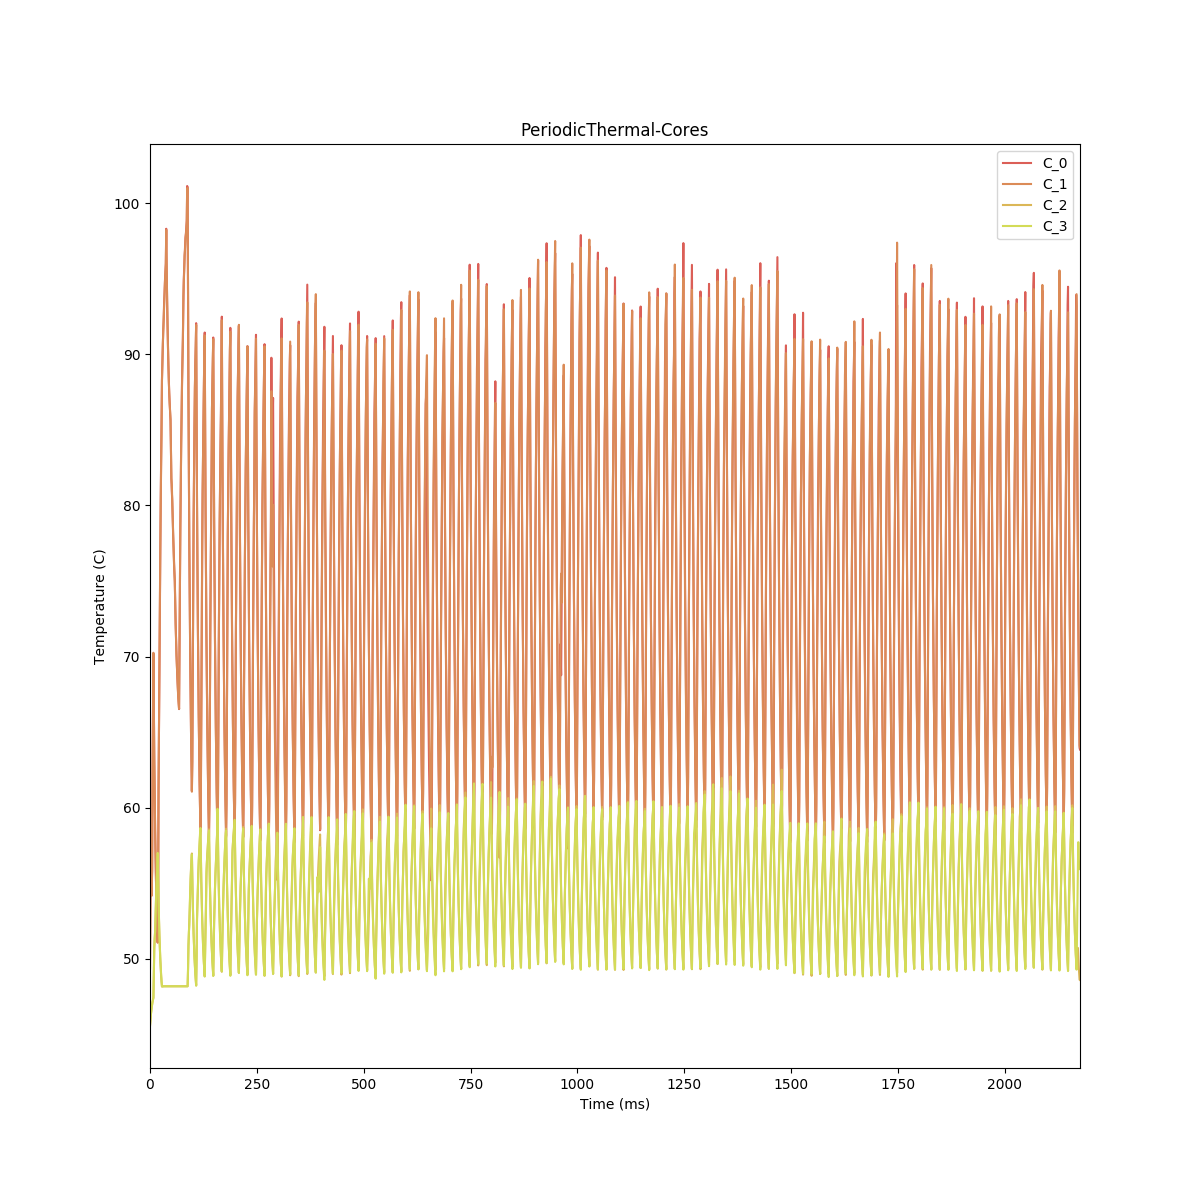 PeriodicThermal-Cores
C_0
C_1
C_2
C_3
Temperature (C)
100
90
80
70
60
50
0 250 500 750 1000 1250 1500 1750 2000
Time (ms)